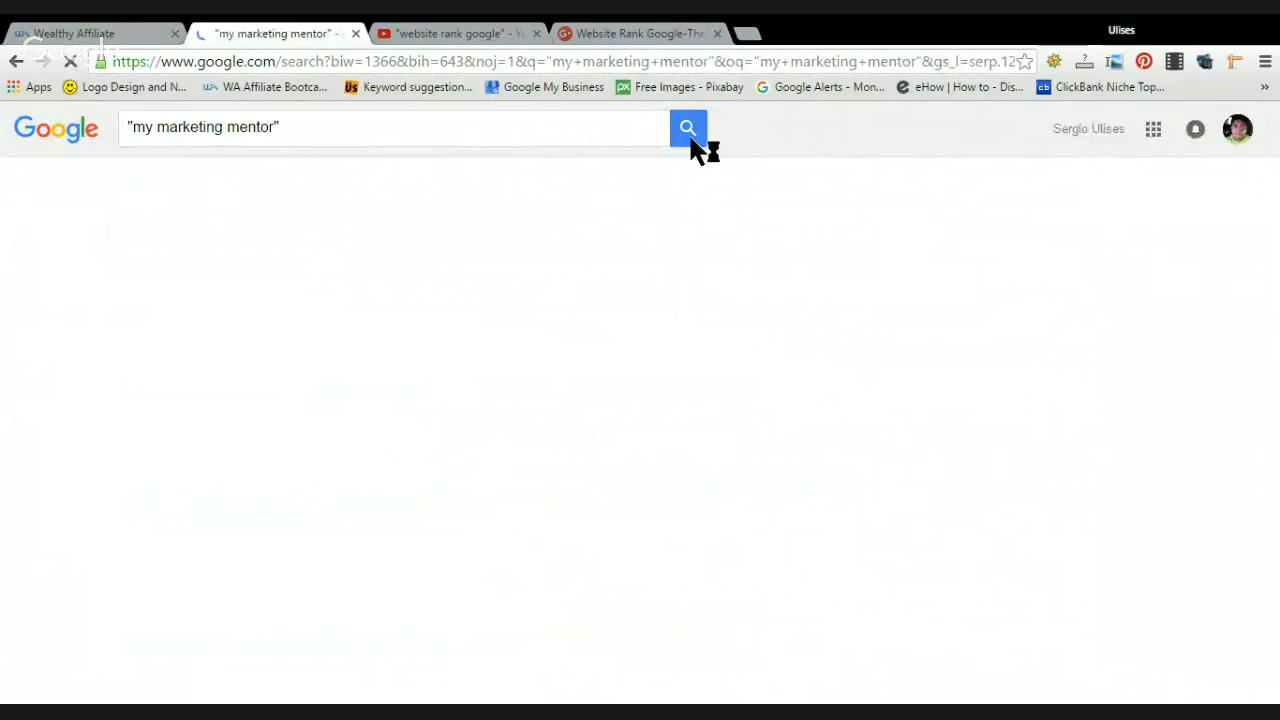 Ulises
Wealthy Affiliate
"my marketing mentor" -
"website rank google" - Yo
Website Rank Google-The
Google
https://www.google.com/search?biw=1366&bih=643&noj=1&q="my+marketing+mentor"&oq="my+marketing+mentor"&gs_l=serp.12
Apps
Logo Design and N...
WA Affiliate Bootca...
Keyword suggestion...
Google My Business
Free Images - Pixabay
Google Alerts - Mon...
eHow | How to - Dis...
ClickBank Niche Top...
»
Google
"my marketing mentor"
Sergio Ulises